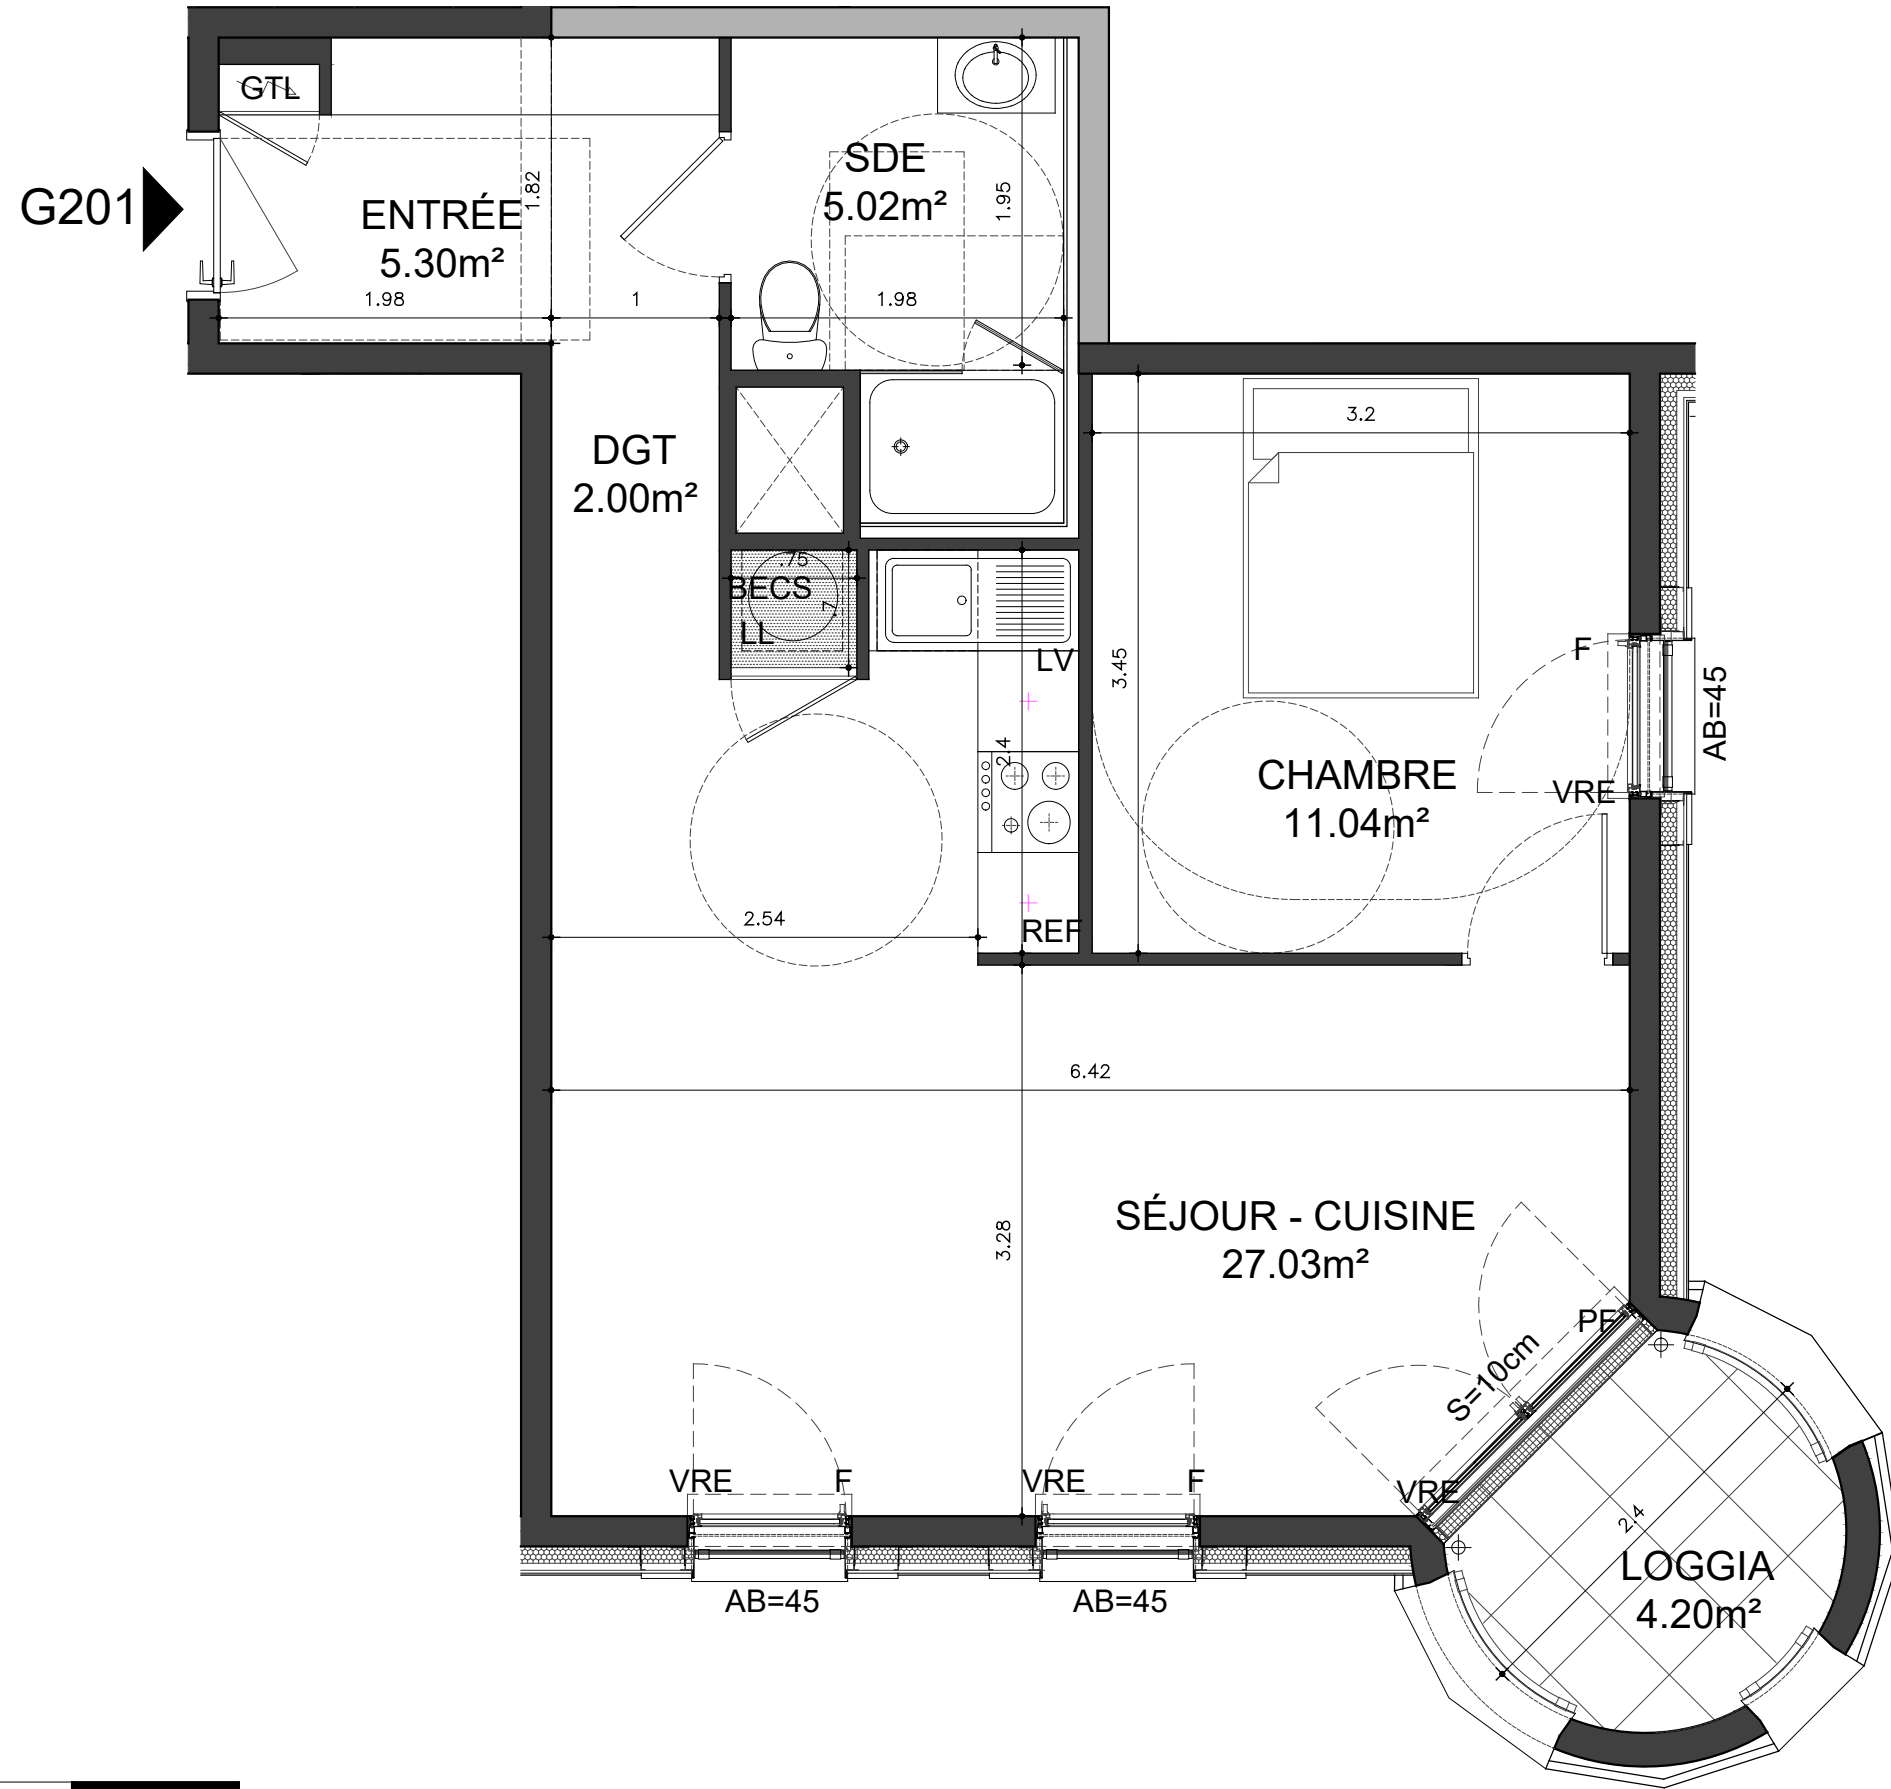 GTL
G201
ENTRÉE
5.30m²
1.82
SDE
5.02m²
1.95
1.98
1
1.98
DGT
2.00m²
3.2
.75
BECS
.7
LL
LV
2.4
REF
3.45
CHAMBRE
11.04m²
F
VRE
AB=45
2.54
6.42
SÉJOUR - CUISINE
27.03m²
3.28
PF
S=10cm
VRE
VRE
F
VRE
F
AB=45
AB=45
2.4
LOGGIA
4.20m²